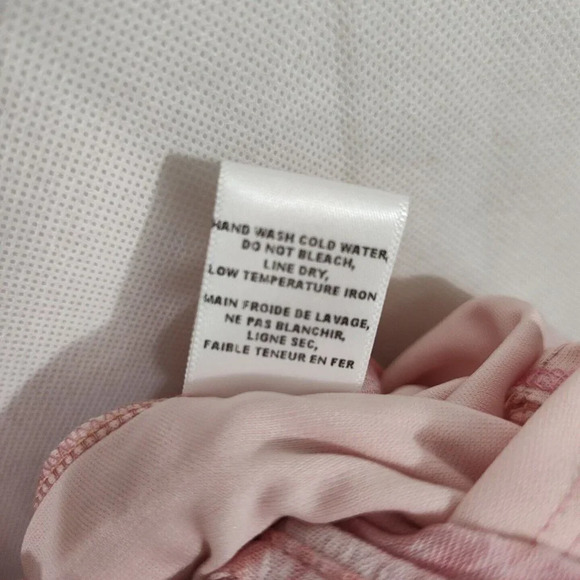 HAND WASH COLD WATER,
DO NOT BLEACH,
LINE DRY,
LOW TEMPERATURE IRON
MAIN FROIDE DE LAVAGE,
NE PAS BLANCHIR,
LIGNE SEC,
FAIBLE TENEUR EN FER